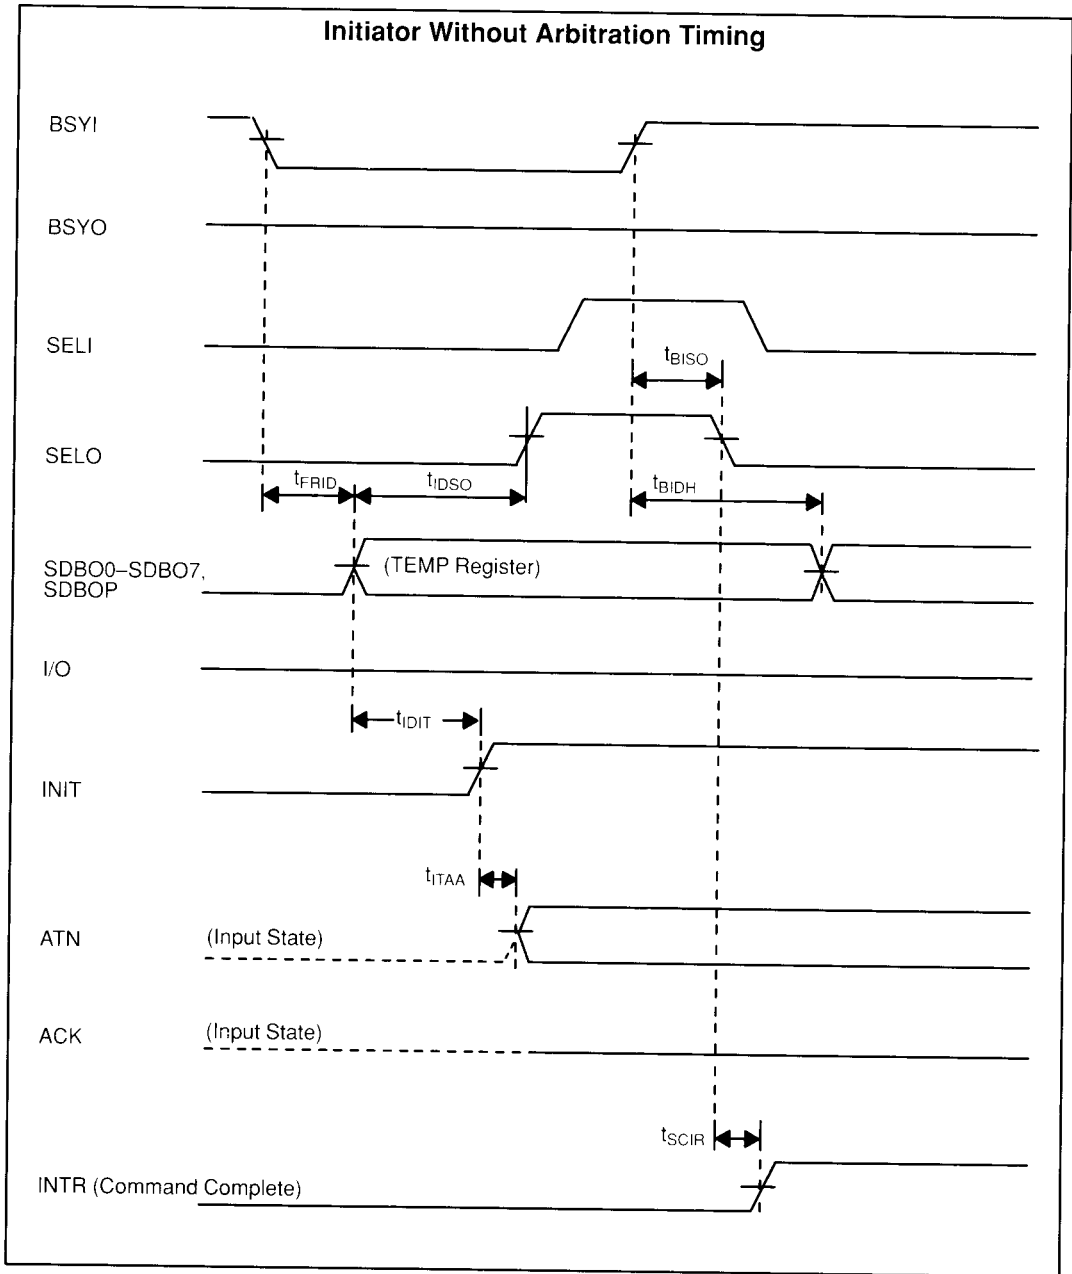 Initiator Without Arbitration Timing
BSYI
BSYO
SELI
tBISO
SELO
tFRID
tIDSO
tBIDH
SDBO0–SDBO7,
SDBOP
(TEMP Register)
I/O
tIDIT
INIT
tITAA
ATN
(Input State)
ACK
(Input State)
tSCIR
INTR (Command Complete)